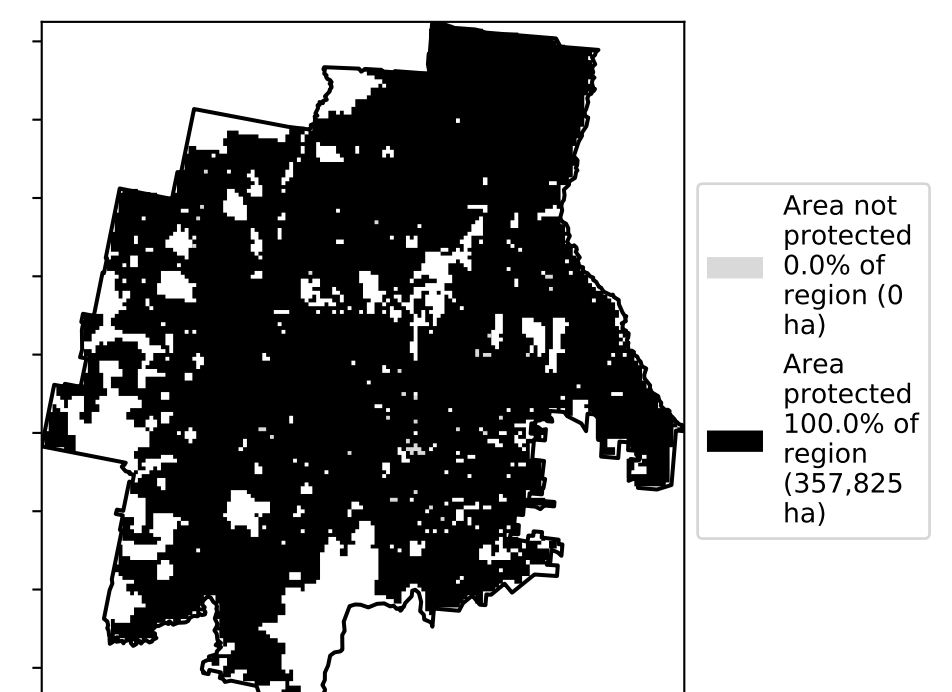 Area not
protected
0.0% of
region (0
ha)
Area
protected
100.0% of
region
(357,825
ha)